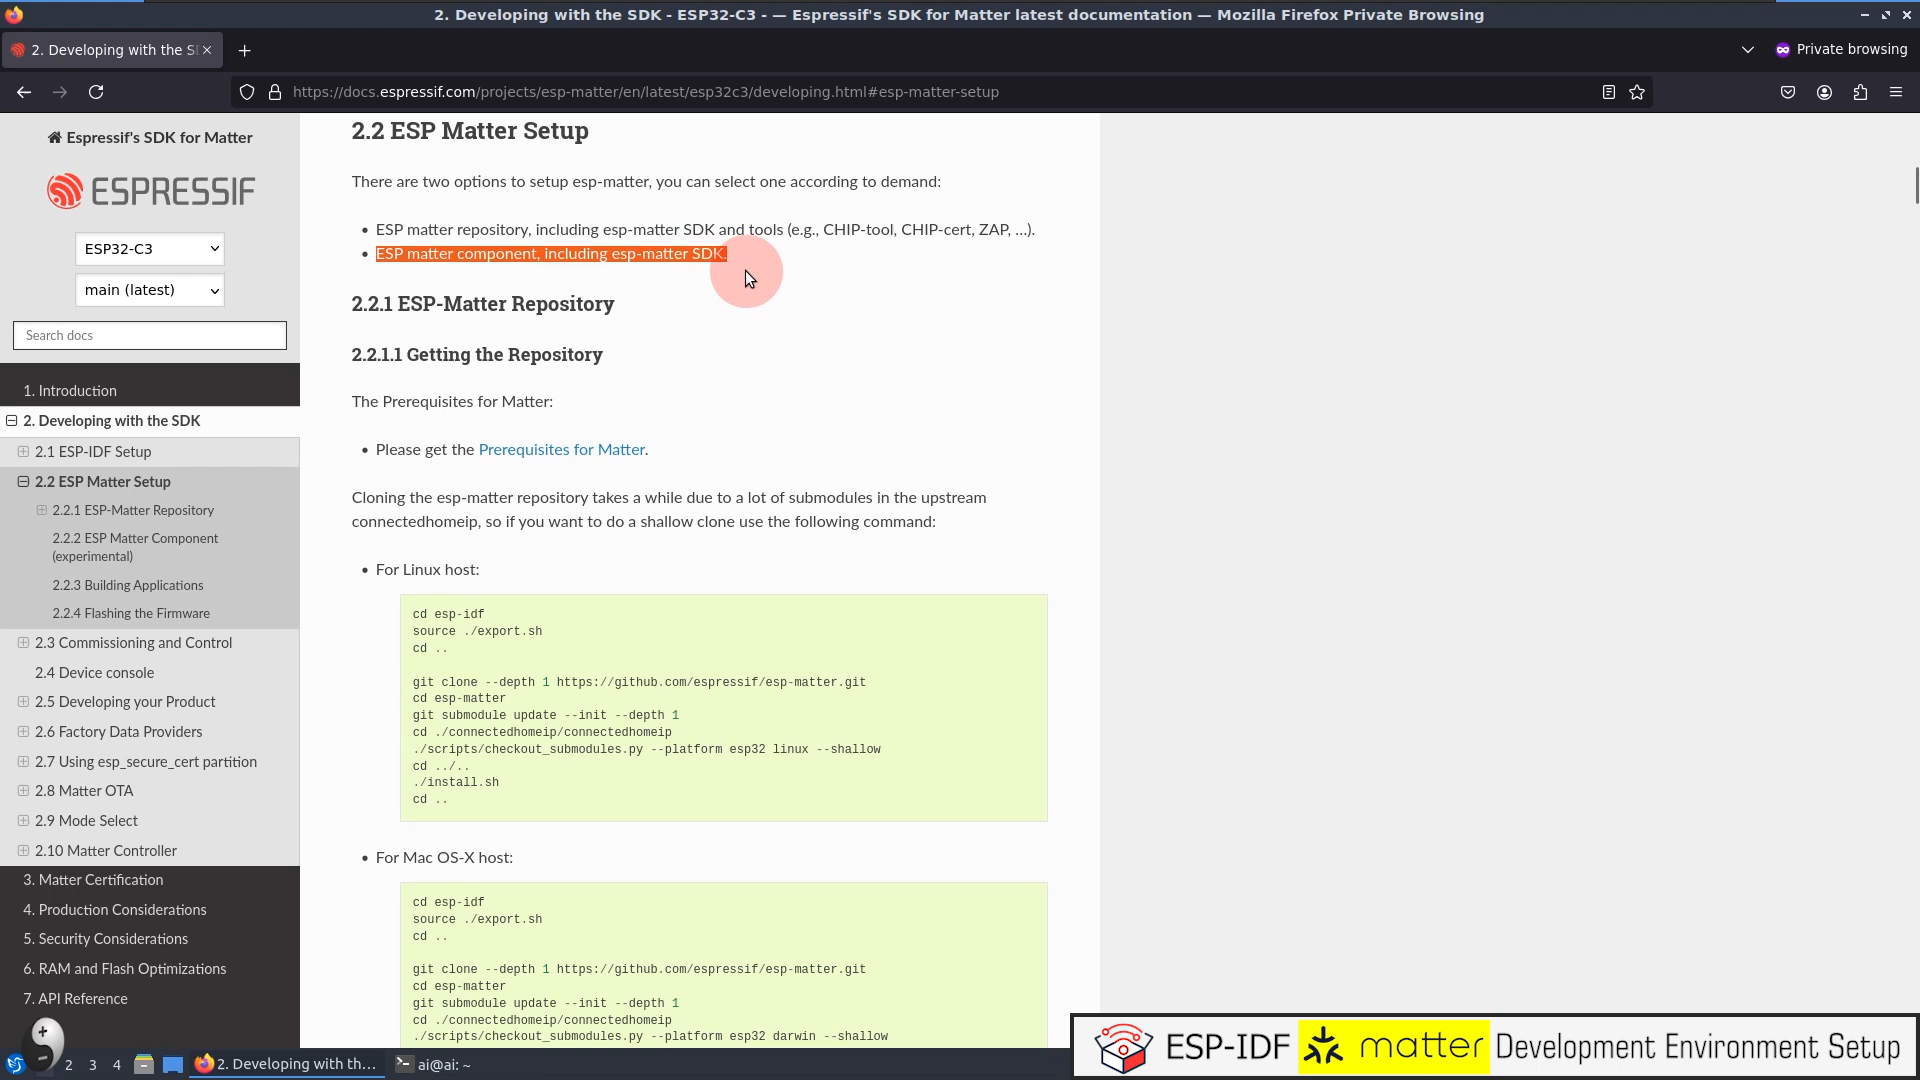 2. Developing with the SDK - ESP32-C3 - — Espressif's SDK for Matter latest documentation — Mozilla Firefox Private Browsing
2. Developing with the S
Private browsing
https://docs.espressif.com/projects/esp-matter/en/latest/esp32c3/developing.html#esp-matter-setup
Espressif's SDK for Matter
ESPRESSIF
ESP32-C3
main (latest)
Search docs
1. Introduction
2. Developing with the SDK
2.1 ESP-IDF Setup
2.2 ESP Matter Setup
2.2.1 ESP-Matter Repository
2.2.2 ESP Matter Component
(experimental)
2.2.3 Building Applications
2.2.4 Flashing the Firmware
2.3 Commissioning and Control
2.4 Device console
2.5 Developing your Product
2.6 Factory Data Providers
2.7 Using esp_secure_cert partition
2.8 Matter OTA
2.9 Mode Select
2.10 Matter Controller
3. Matter Certification
4. Production Considerations
5. Security Considerations
6. RAM and Flash Optimizations
7. API Reference
2.2 ESP Matter Setup
There are two options to setup esp-matter, you can select one according to demand:
• ESP matter repository, including esp-matter SDK and tools (e.g., CHIP-tool, CHIP-cert, ZAP, ...).
• ESP matter component, including esp-matter SDK.
2.2.1 ESP-Matter Repository
2.2.1.1 Getting the Repository
The Prerequisites for Matter:
• Please get the Prerequisites for Matter.
Cloning the esp-matter repository takes a while due to a lot of submodules in the upstream
connectedhomeip, so if you want to do a shallow clone use the following command:
• For Linux host:
cd esp-idf
source ./export.sh
cd ..
git clone --depth 1 https://github.com/espressif/esp-matter.git
cd esp-matter
git submodule update --init --depth 1
cd ./connectedhomeip/connectedhomeip
./scripts/checkout_submodules.py --platform esp32 linux --shallow
cd ../..
./install.sh
cd ..
• For Mac OS-X host:
cd esp-idf
source ./export.sh
cd ..
git clone --depth 1 https://github.com/espressif/esp-matter.git
cd esp-matter
git submodule update --init --depth 1
cd ./connectedhomeip/connectedhomeip
./scripts/checkout_submodules.py --platform esp32 darwin --shallow
2 3 4
2. Developing with th...
ai@ai: ~
ESP-IDF matter Development Environment Setup